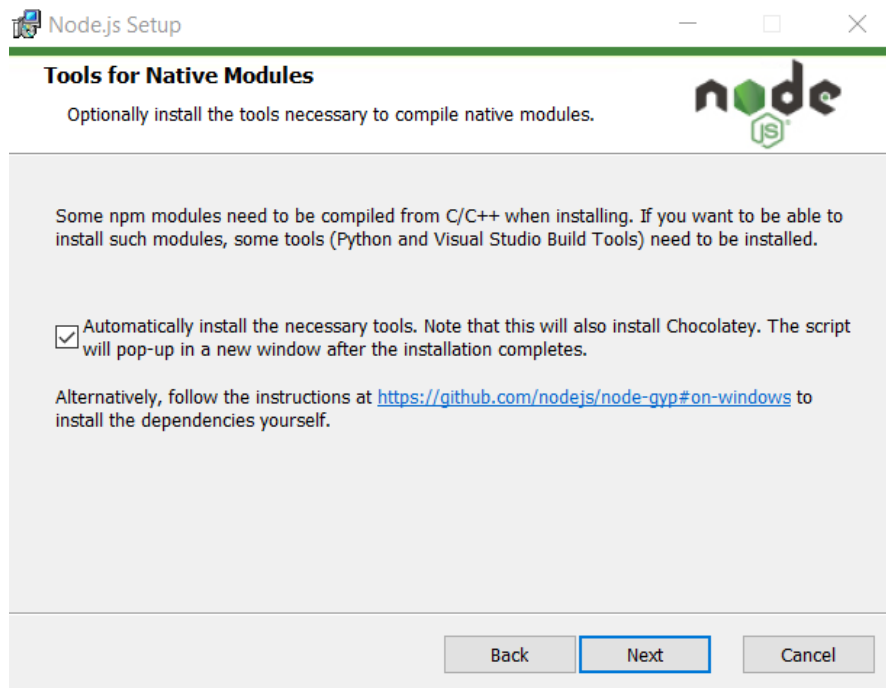 Node.js Setup
Tools for Native Modules
Optionally install the tools necessary to compile native modules.
node
JS
Some npm modules need to be compiled from C/C++ when installing. If you want to be able to
install such modules, some tools (Python and Visual Studio Build Tools) need to be installed.
Automatically install the necessary tools. Note that this will also install Chocolatey. The script
will pop-up in a new window after the installation completes.
Alternatively, follow the instructions at https://github.com/nodejs/node-gyp#on-windows to
install the dependencies yourself.
Back Next Cancel